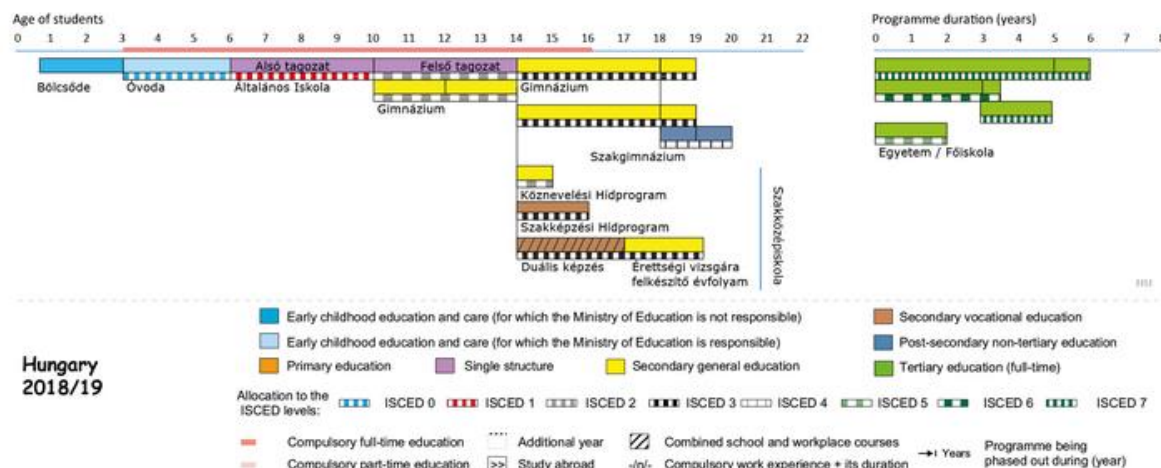 Age of students
Programme duration (years)
0 1 2 3 4 5 6 7 8 9 10 11 12 13 14 15 16 17 18 19 20 21 22
0 1 2 3 4 5 6 7 8
Alsó tagozat
Felső tagozat
Bölcsőde
Óvoda
Általános Iskola
Gimnázium
Gimnázium
Szakgimnázium
Egyetem / Főiskola
Köznevelési Hídprogram
Szakképzési Hídprogram
Duális képzés
Érettségi vizsgára
felkészítő évfolyam
Szakközépiskola
Hungary
2018/19
Early childhood education and care (for which the Ministry of Education is not responsible)
Early childhood education and care (for which the Ministry of Education is responsible)
Primary education
Single structure
Secondary general education
Secondary vocational education
Post-secondary non-tertiary education
Tertiary education (full-time)
Allocation to the
ISCED levels:
ISCED 0
ISCED 1
ISCED 2
ISCED 3
ISCED 4
ISCED 5
ISCED 6
ISCED 7
Compulsory full-time education
Additional year
Combined school and workplace courses
Years
Programme being
phased out during (year)
Compulsory part-time education
>> Study abroad
-/n/- Compulsory work experience + its duration